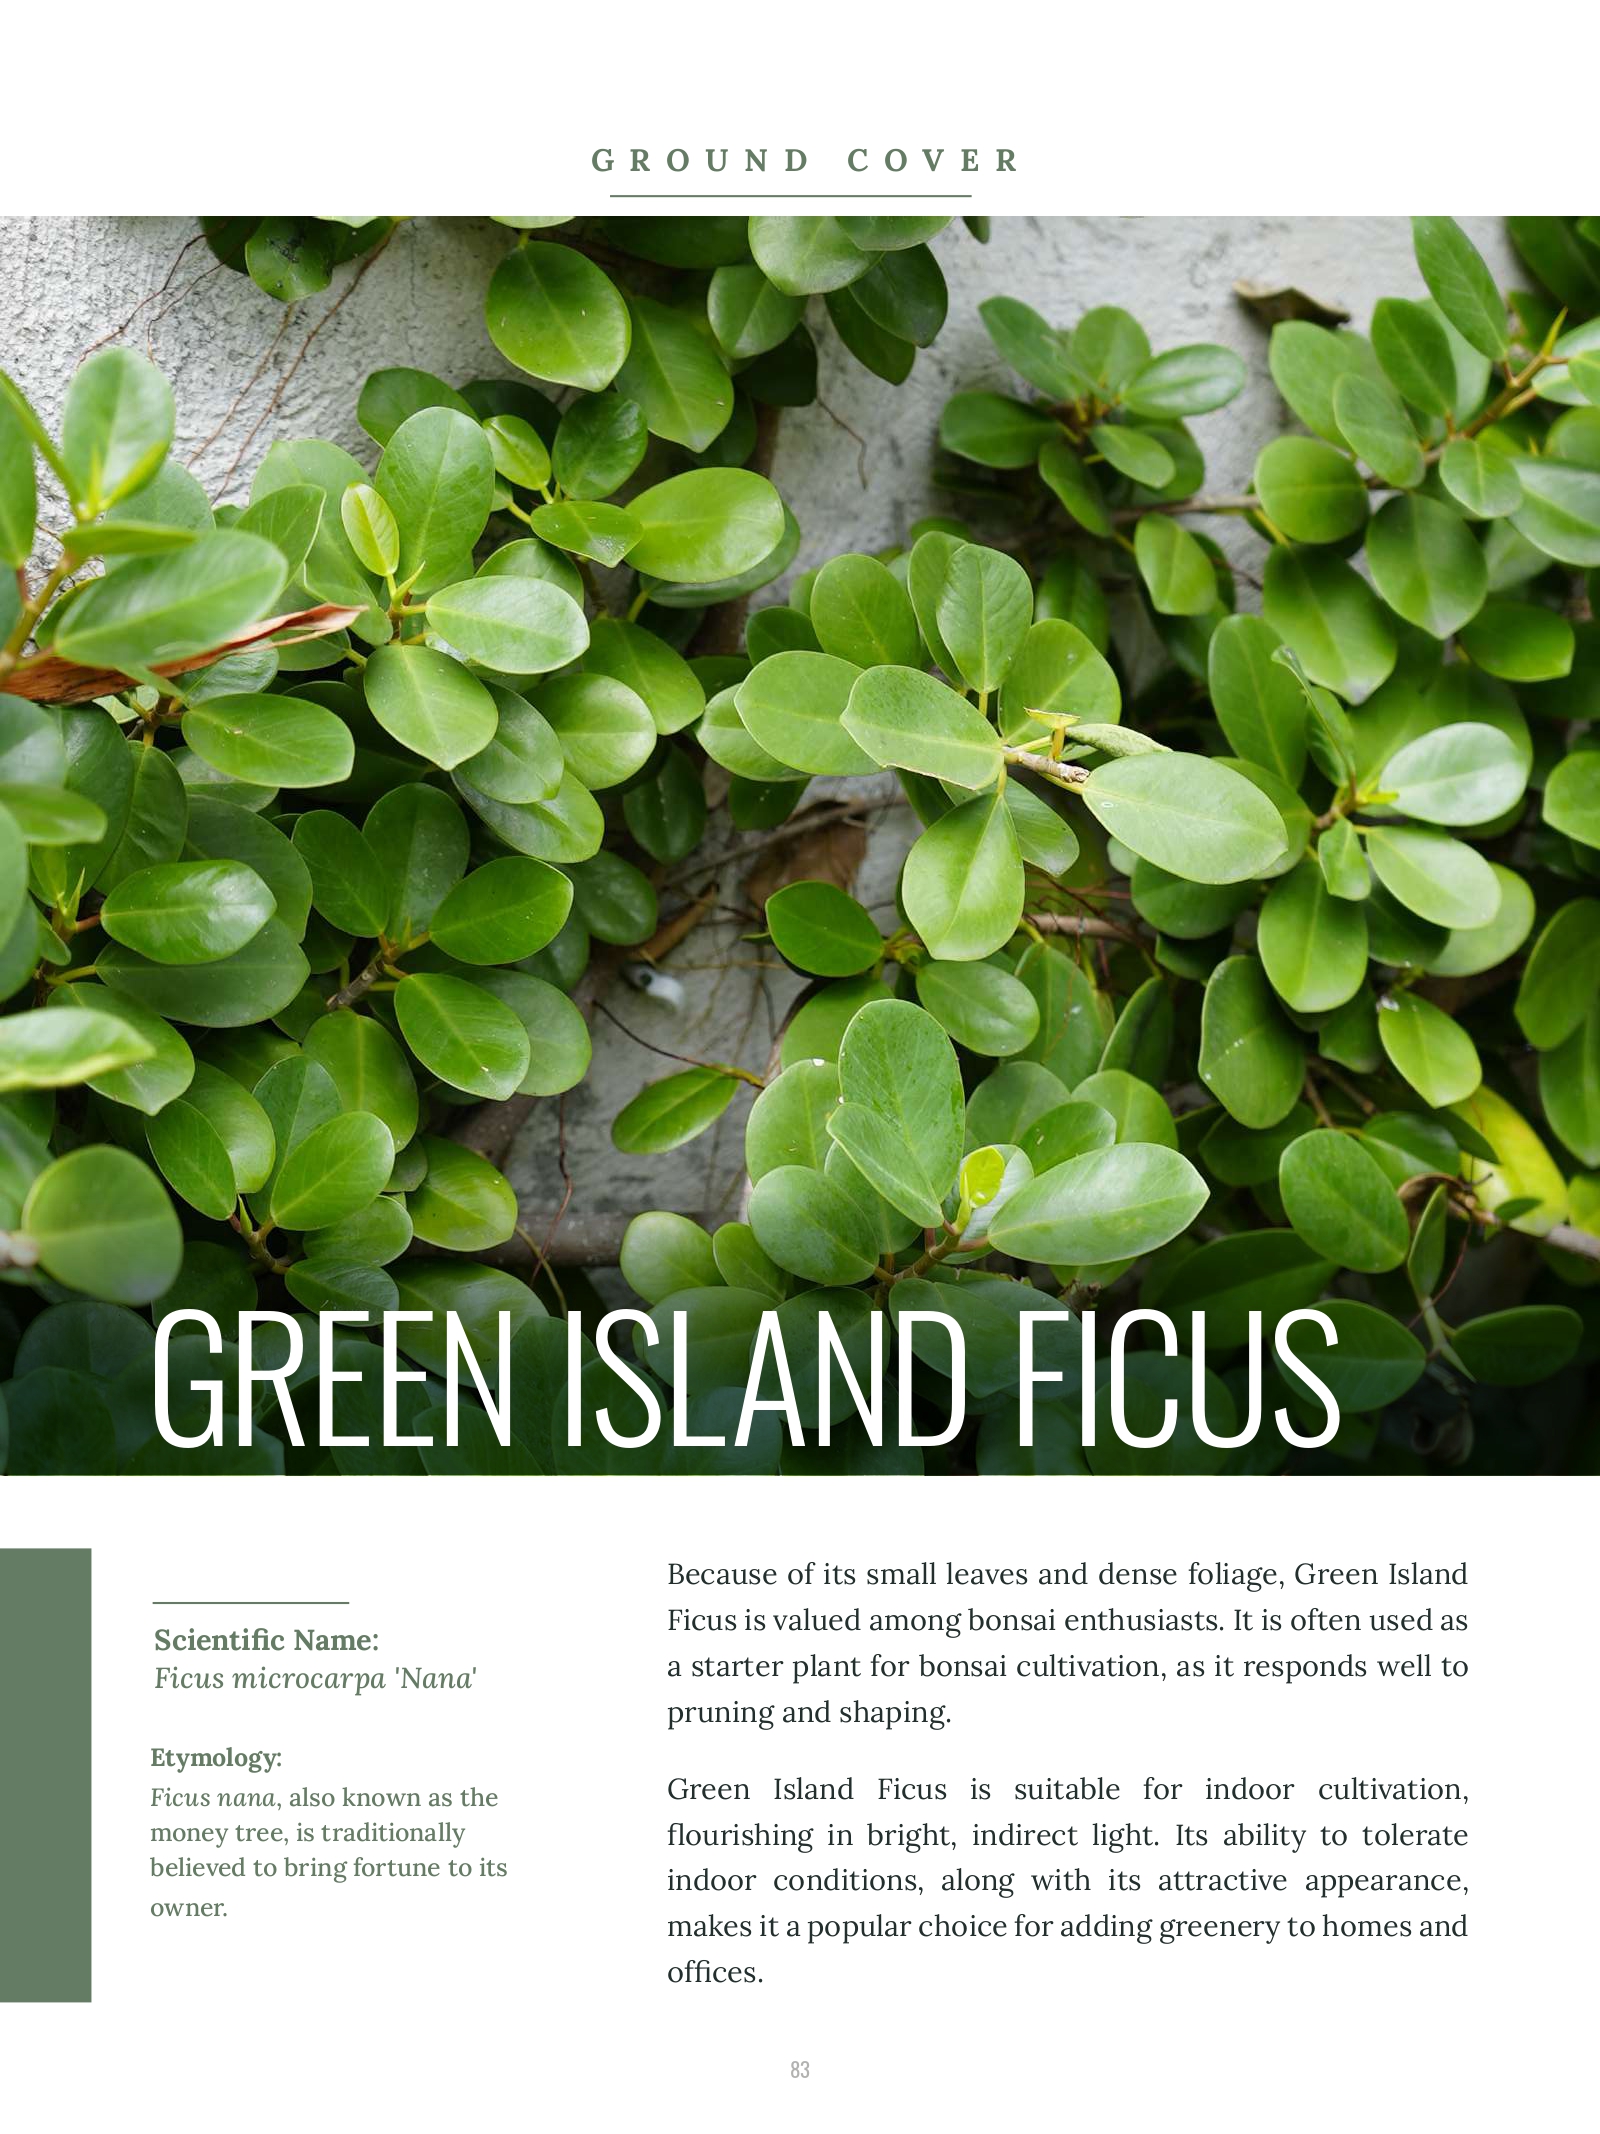 GROUND COVER
GREEN ISLAND FICUS
Scientific Name:
Ficus microcarpa 'Nana'
Etymology:
Ficus nana, also known as the
money tree, is traditionally
believed to bring fortune to its
owner.
Because of its small leaves and dense foliage, Green Island
Ficus is valued among bonsai enthusiasts. It is often used as
a starter plant for bonsai cultivation, as it responds well to
pruning and shaping.
Green Island Ficus is suitable for indoor cultivation,
flourishing in bright, indirect light. Its ability to tolerate
indoor conditions, along with its attractive appearance,
makes it a popular choice for adding greenery to homes and
offices.
83